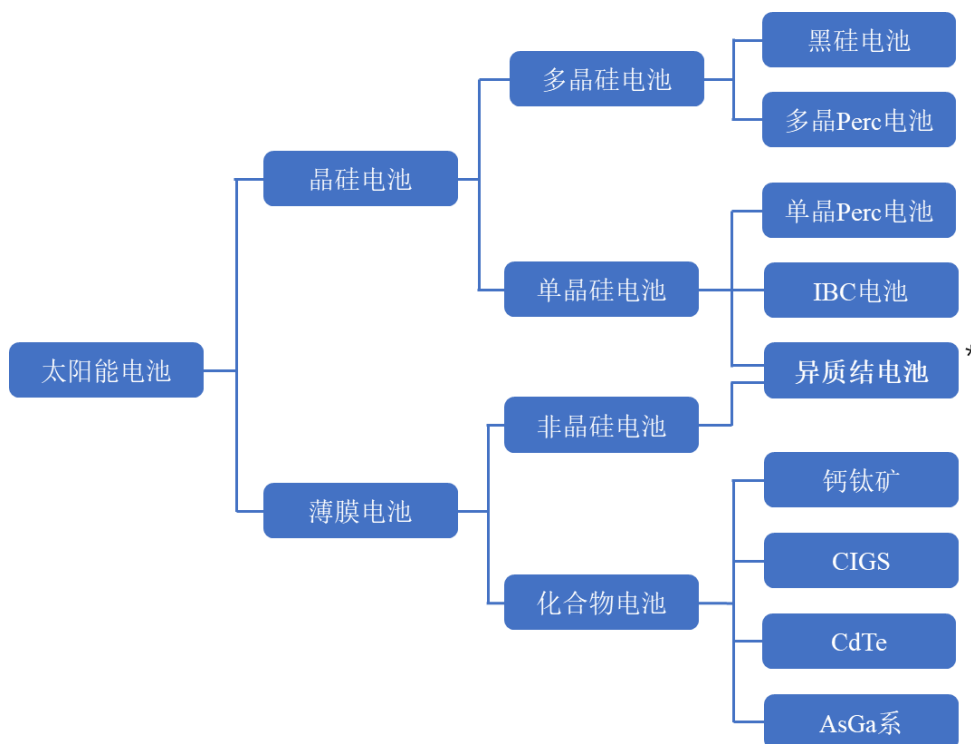 太阳能电池
晶硅电池
多晶硅电池
黑硅电池
多晶Perc电池
单晶硅电池
单晶Perc电池
IBC电池
异质结电池*
薄膜电池
非晶硅电池
化合物电池
钙钛矿
CIGS
CdTe
AsGa系